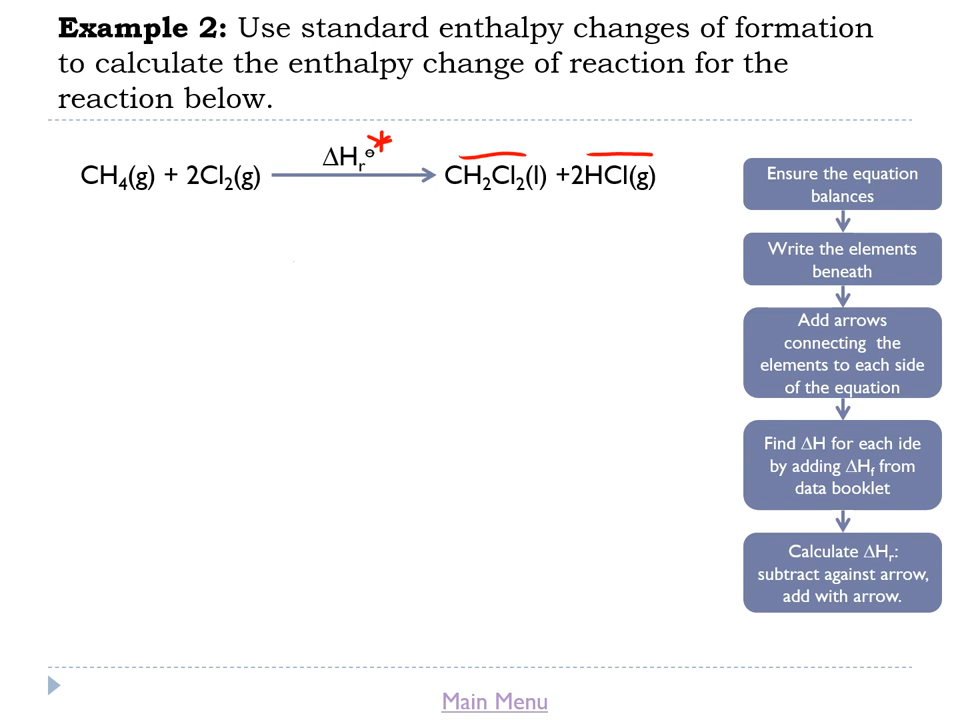 Example 2: Use standard enthalpy changes of formation
to calculate the enthalpy change of reaction for the
reaction below.
CH₄(g) + 2Cl₂(g) ΔHᵣ⊖* CH₂Cl₂(l) +2HCl(g)
Ensure the equation
balances
Write the elements
beneath
Add arrows
connecting the
elements to each side
of the equation
Find ΔH for each ide
by adding ΔHf from
data booklet
Calculate ΔHᵣ:
subtract against arrow,
add with arrow.
Main Menu